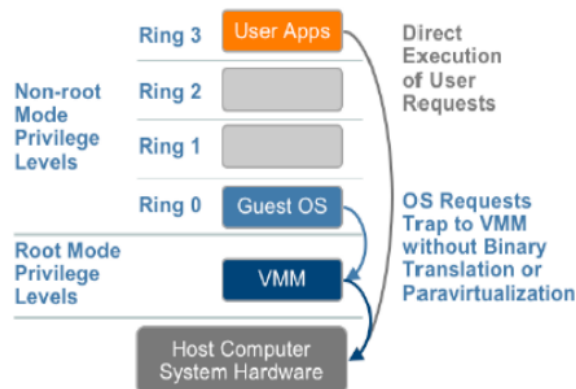 Ring 3
User Apps
Direct
Execution
of User
Requests
Non-root
Mode
Privilege
Levels
Ring 2
Ring 1
Ring 0
Guest OS
OS Requests
Trap to VMM
without Binary
Translation or
Paravirtualization
Root Mode
Privilege
Levels
VMM
Host Computer
System Hardware